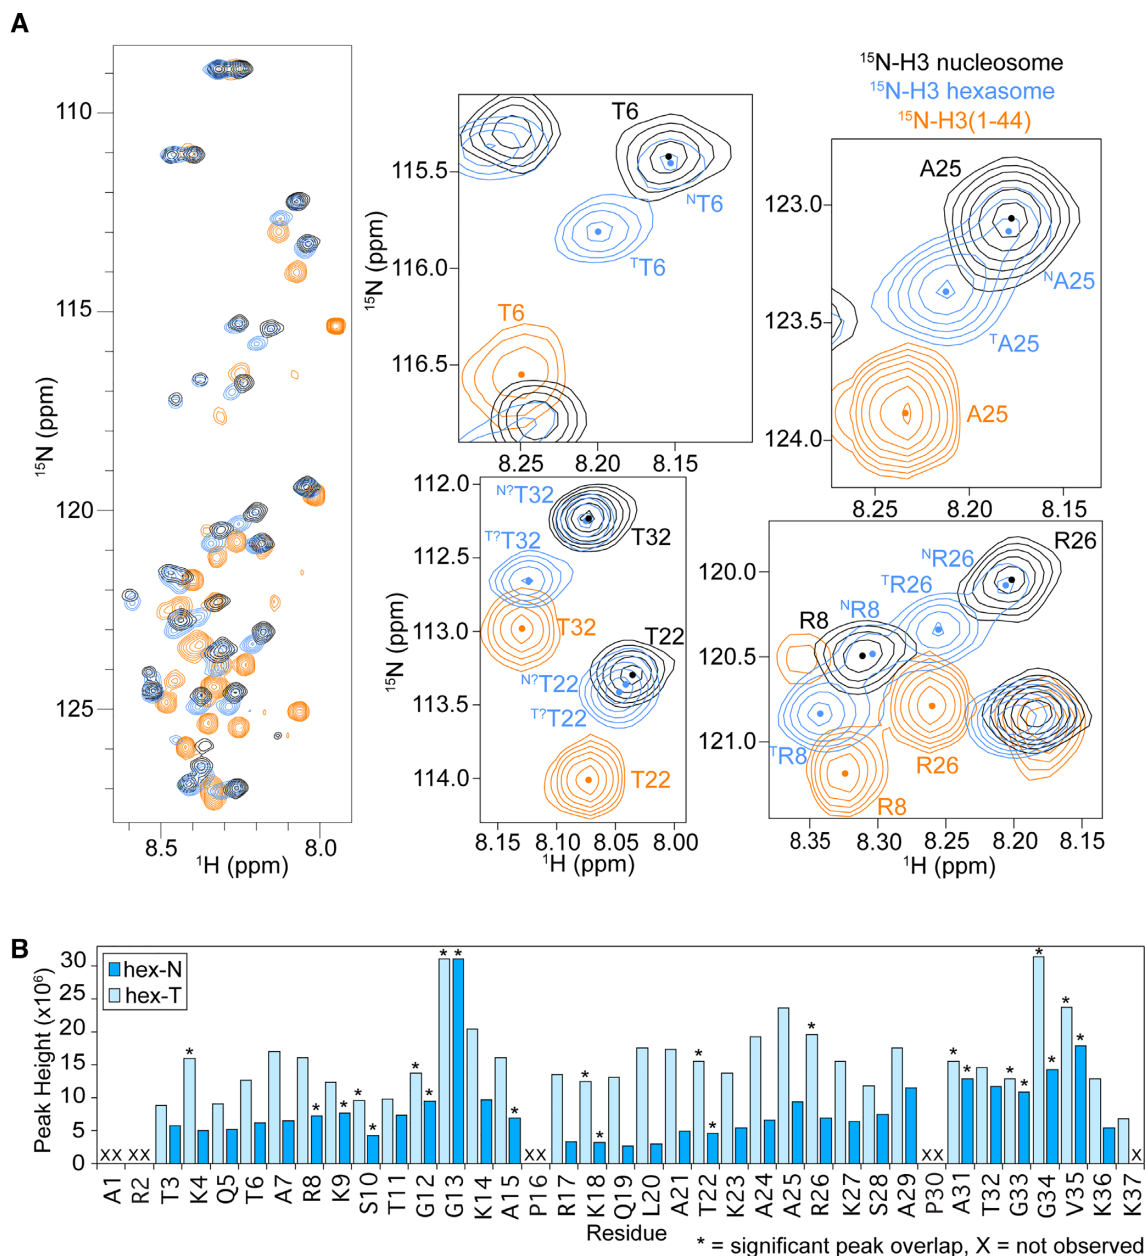 A
¹⁵N-H3 nucleosome
¹⁵N-H3 hexasome
¹⁵N-H3(1-44)
110
115
120
125
¹⁵N (ppm)
8.5
8.0
¹H (ppm)
T6
ᴺT6
ᵀT6
T6
115.5
116.0
116.5
¹⁵N (ppm)
8.25
8.20
8.15
A25
ᴺA25
ᵀA25
A25
123.0
123.5
124.0
8.25
8.20
8.15
112.0
112.5
113.0
113.5
114.0
¹⁵N (ppm)
ᴺ?T32
T32
ᵀ?T32
T32
T22
ᴺ?T22
ᵀ?T22
T22
8.15
8.10
8.05
8.00
¹H (ppm)
120.0
120.5
121.0
R26
ᴺR26
ᵀR26
ᴺR8
R8
ᵀR8
R26
R8
8.35
8.30
8.25
8.20
8.15
¹H (ppm)
B
Peak Height (x10⁶)
30
25
20
15
10
5
0
hex-N
hex-T
* * * * * * * * * * * * * * * * * * * * * * *
XX XX XX XX X
A1 R2 T3 K4 Q5 T6 A7 R8 K9 S10 T11 G12 G13 K14 A15 P16 R17 K18 Q19 L20 A21 T22 K23 A24 A25 R26 K27 S28 A29 P30 A31 T32 G33 G34 V35 K36 K37
Residue
* = significant peak overlap, X = not observed